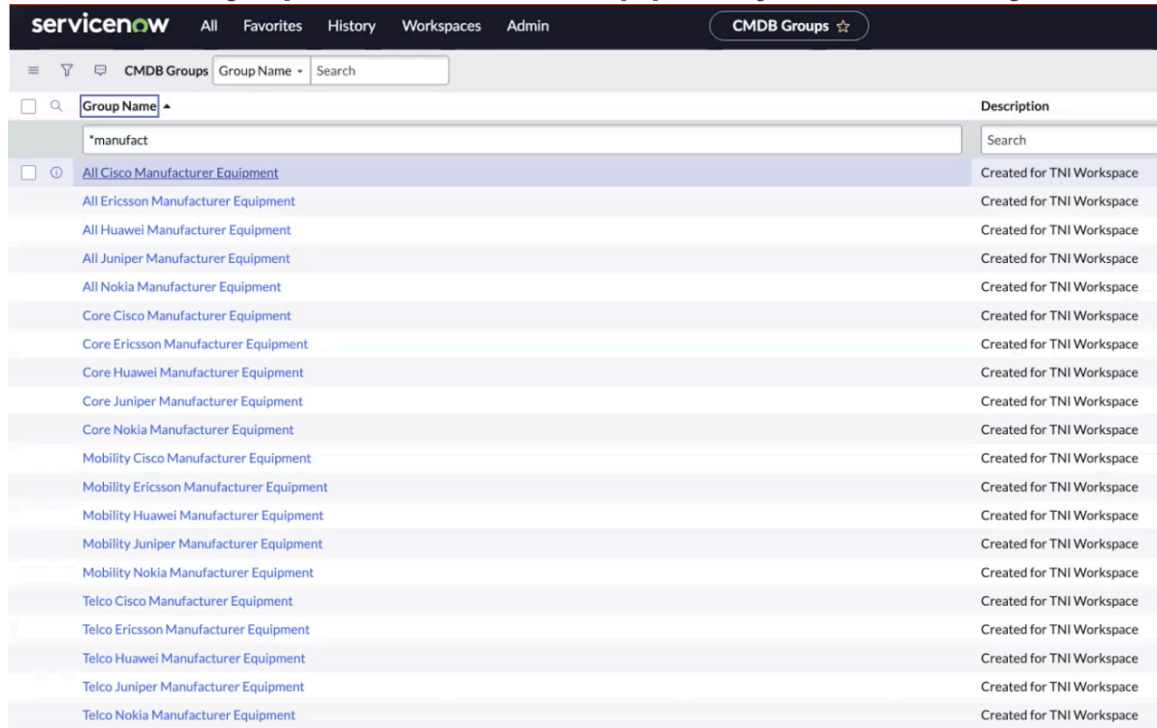 servicenow All Favorites History Workspaces Admin CMDB Groups
CMDB Groups Group Name Search
Group Name Description
*manufact Search
All Cisco Manufacturer Equipment Created for TNI Workspace
All Ericsson Manufacturer Equipment Created for TNI Workspace
All Huawei Manufacturer Equipment Created for TNI Workspace
All Juniper Manufacturer Equipment Created for TNI Workspace
All Nokia Manufacturer Equipment Created for TNI Workspace
Core Cisco Manufacturer Equipment Created for TNI Workspace
Core Ericsson Manufacturer Equipment Created for TNI Workspace
Core Huawei Manufacturer Equipment Created for TNI Workspace
Core Juniper Manufacturer Equipment Created for TNI Workspace
Core Nokia Manufacturer Equipment Created for TNI Workspace
Mobility Cisco Manufacturer Equipment Created for TNI Workspace
Mobility Ericsson Manufacturer Equipment Created for TNI Workspace
Mobility Huawei Manufacturer Equipment Created for TNI Workspace
Mobility Juniper Manufacturer Equipment Created for TNI Workspace
Mobility Nokia Manufacturer Equipment Created for TNI Workspace
Telco Cisco Manufacturer Equipment Created for TNI Workspace
Telco Ericsson Manufacturer Equipment Created for TNI Workspace
Telco Huawei Manufacturer Equipment Created for TNI Workspace
Telco Juniper Manufacturer Equipment Created for TNI Workspace
Telco Nokia Manufacturer Equipment Created for TNI Workspace